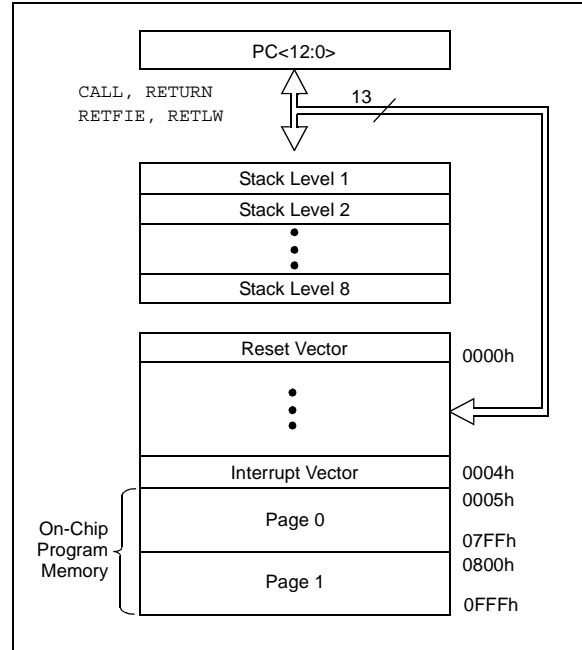 PC<12:0>
CALL, RETURN
RETFIE, RETLW
13
Stack Level 1
Stack Level 2
Stack Level 8
Reset Vector
0000h
Interrupt Vector
0004h
0005h
On-Chip
Program
Memory
Page 0
07FFh
0800h
Page 1
0FFFh